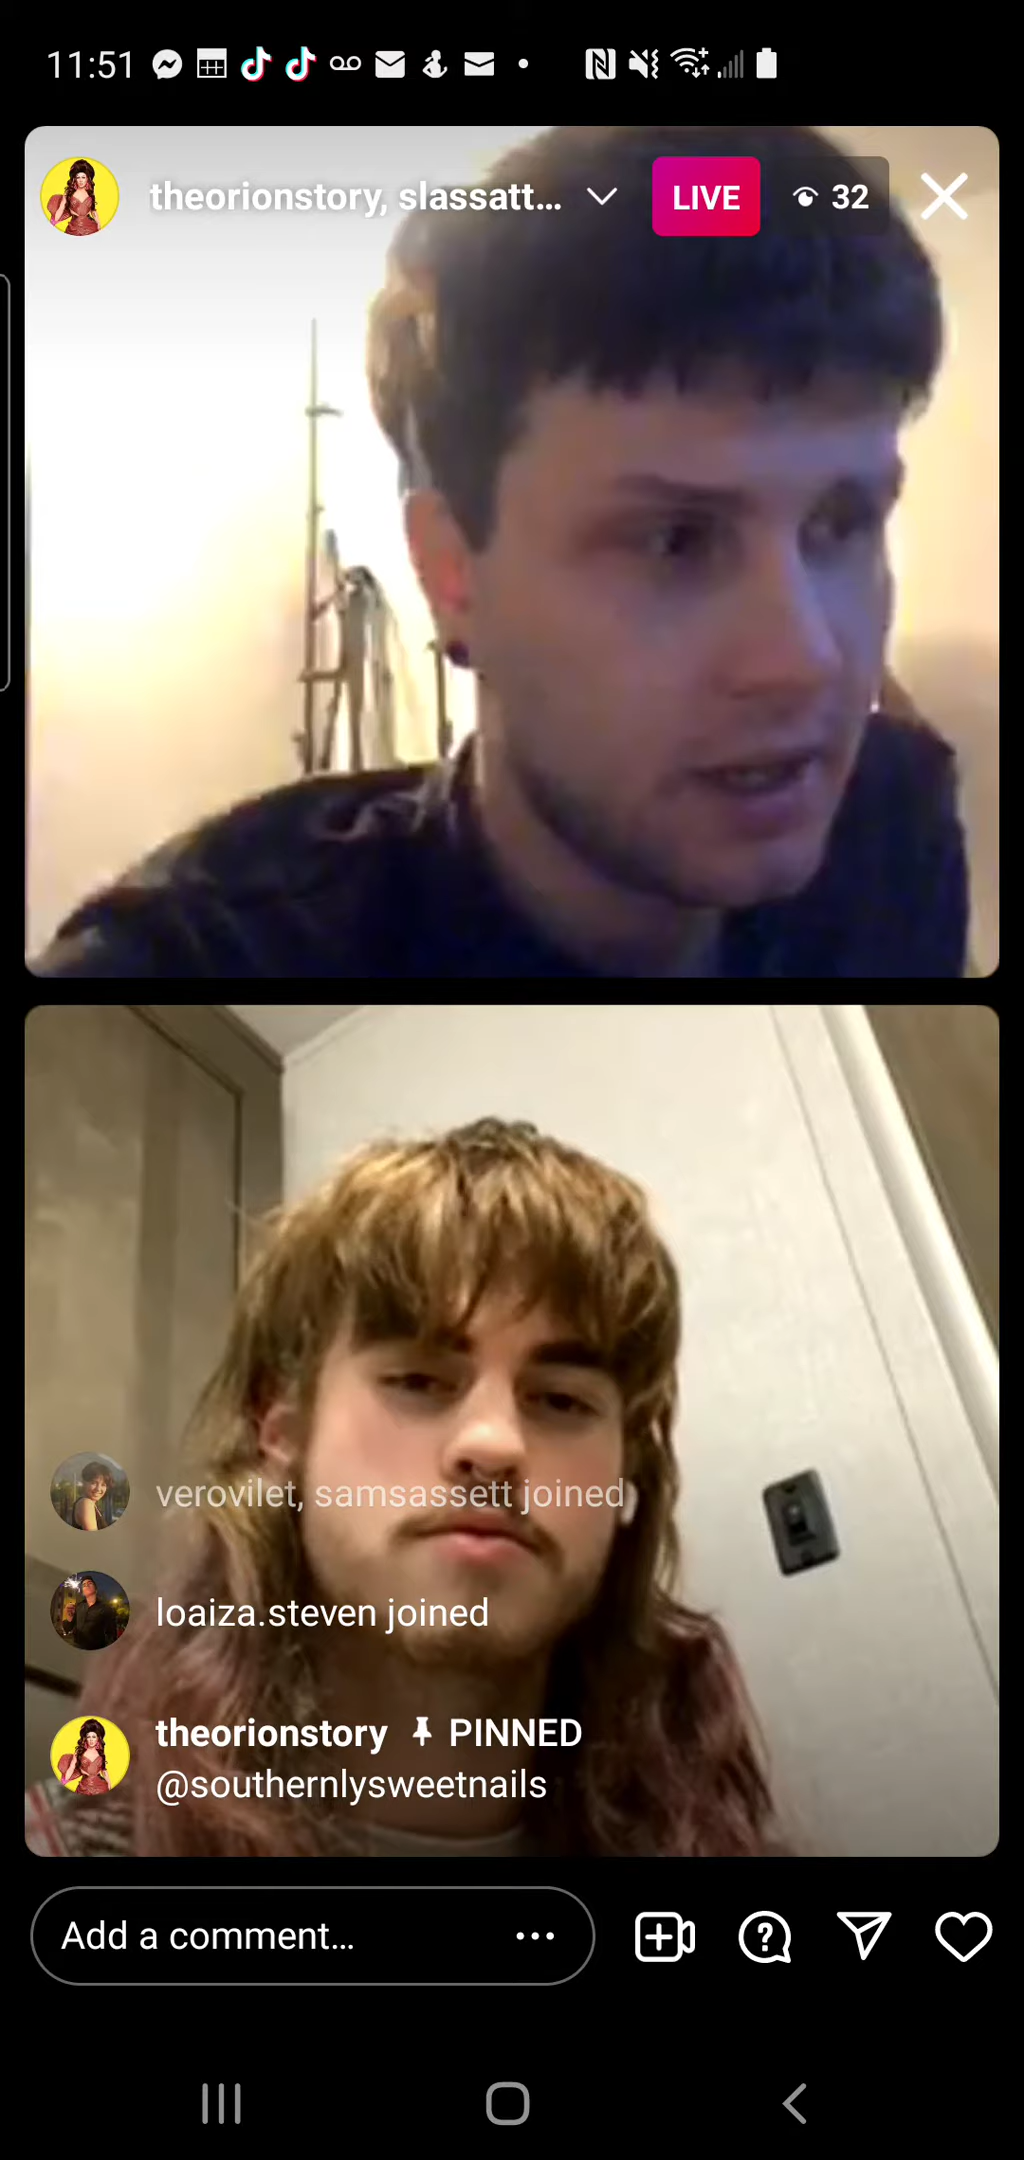 11:51
theorionstory, slassatt...
LIVE
32
verovilet, samsassett joined
loaiza.steven joined
theorionstory PINNED
@southernlysweetnails
Add a comment...